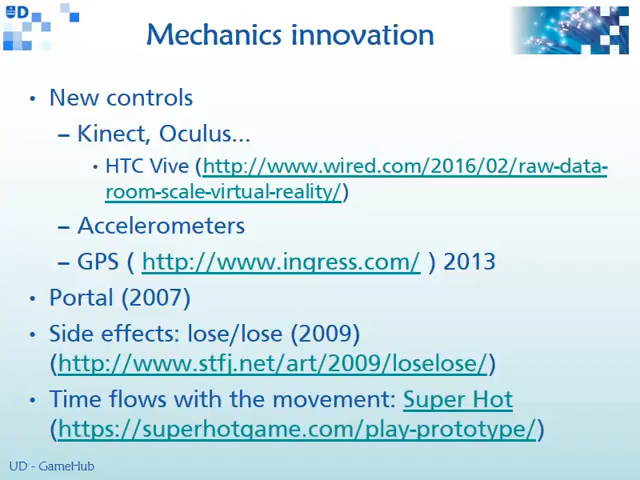 UD
Mechanics innovation
• New controls
– Kinect, Oculus...
• HTC Vive (http://www.wired.com/2016/02/raw-data-
room-scale-virtual-reality/)
– Accelerometers
– GPS ( http://www.ingress.com/ ) 2013
• Portal (2007)
• Side effects: lose/lose (2009)
(http://www.stfj.net/art/2009/loselose/)
• Time flows with the movement: Super Hot
(https://superhotgame.com/play-prototype/)
UD - GameHub